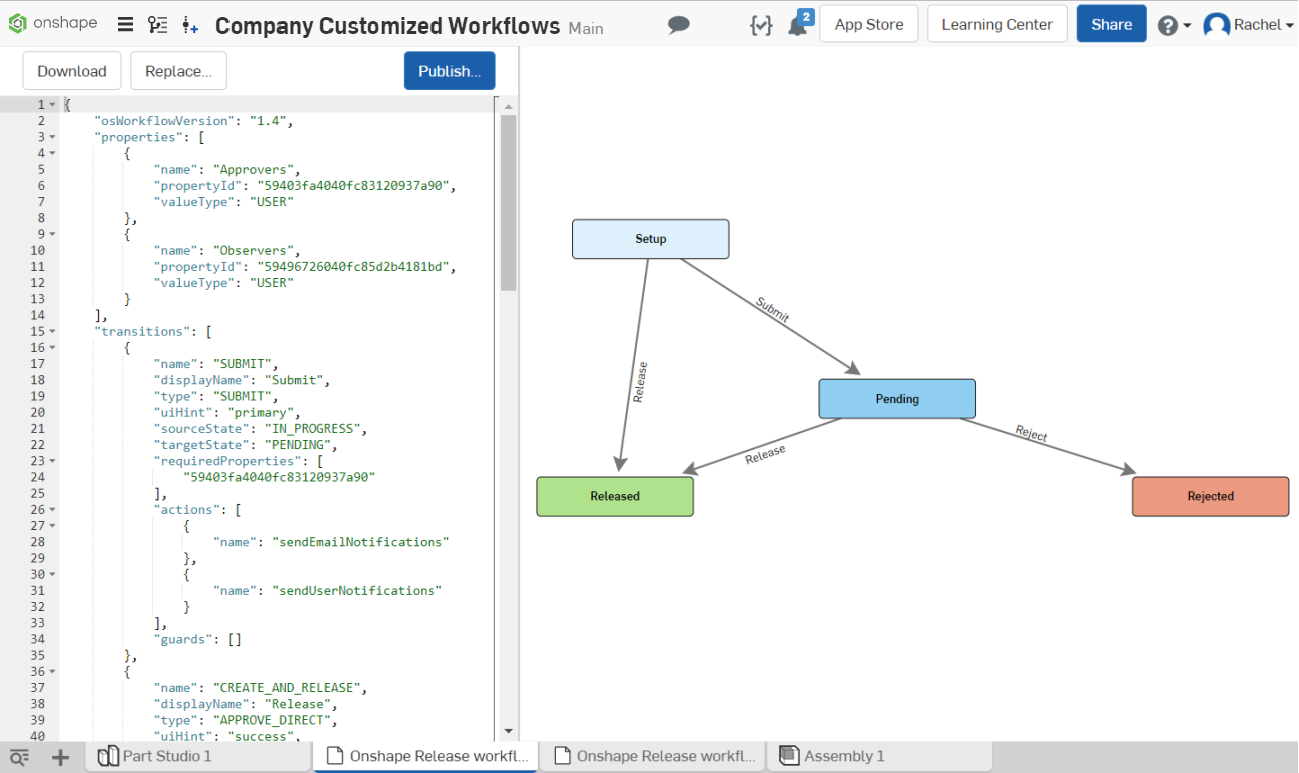 onshape Company Customized Workflows Main 2 App Store Learning Center Share Rachel
Download Replace... Publish...
1 {
2 "osWorkflowVersion": "1.4",
3 "properties": [
4 {
5 "name": "Approvers",
6 "propertyId": "59403fa4040fc83120937a90",
7 "valueType": "USER"
8 },
9 {
10 "name": "Observers",
11 "propertyId": "59496726040fc85d2b4181bd",
12 "valueType": "USER"
13 }
14 ],
15 "transitions": [
16 {
17 "name": "SUBMIT",
18 "displayName": "Submit",
19 "type": "SUBMIT",
20 "uiHint": "primary",
21 "sourceState": "IN_PROGRESS",
22 "targetState": "PENDING",
23 "requiredProperties": [
24 "59403fa4040fc83120937a90"
25 ],
26 "actions": [
27 {
28 "name": "sendEmailNotifications"
29 },
30 {
31 "name": "sendUserNotifications"
32 }
33 ],
34 "guards": []
35 },
36 {
37 "name": "CREATE_AND_RELEASE",
38 "displayName": "Release",
39 "type": "APPROVE_DIRECT",
40 "uiHint": "success",
Setup
Submit
Release
Pending
Release
Reject
Released
Rejected
Part Studio 1 Onshape Release workfl... Onshape Release workfl... Assembly 1